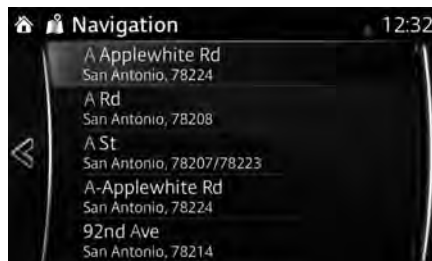 Navigation 12:32
A Applewhite Rd
San Antonio, 78224
A Rd
San Antonio, 78208
A St
San Antonio, 78207/78223
A-Applewhite Rd
San Antonio, 78224
92nd Ave
San Antonio, 78214